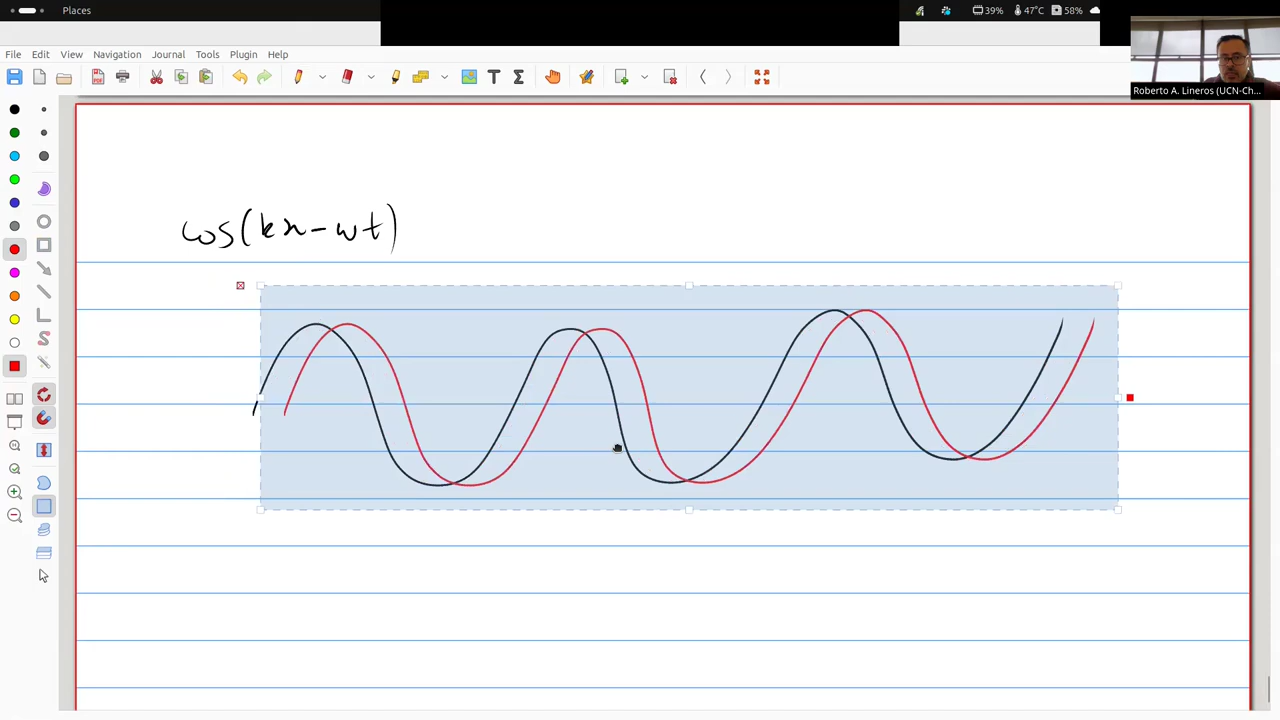 Places
39%
47°C
58%
File Edit View Navigation Journal Tools Plugin Help
Roberto A. Lineros (UCN-Ch...
cos(kx-wt)